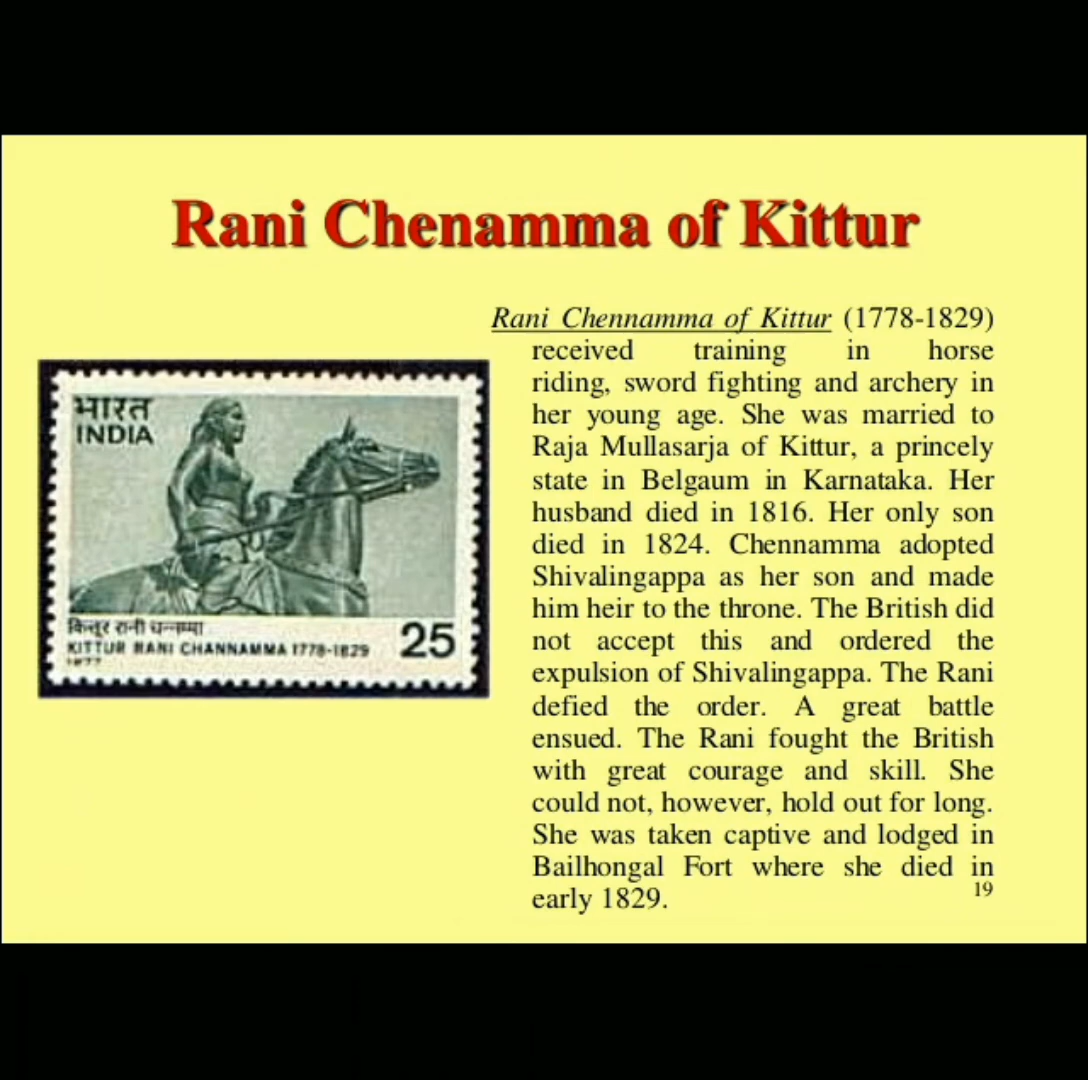 Rani Chenamma of Kittur
Rani Chennamma of Kittur (1778-1829)
received training in horse
riding, sword fighting and archery in
her young age. She was married to
Raja Mullasarja of Kittur, a princely
state in Belgaum in Karnataka. Her
husband died in 1816. Her only son
died in 1824. Chennamma adopted
Shivalingappa as her son and made
him heir to the throne. The British did
not accept this and ordered the
expulsion of Shivalingappa. The Rani
defied the order. A great battle
ensued. The Rani fought the British
with great courage and skill. She
could not, however, hold out for long.
She was taken captive and lodged in
Bailhongal Fort where she died in
early 1829.
19
भारत
INDIA
रानी
KITTUR RANI CHANNAMMA 1778-1829
25
1977